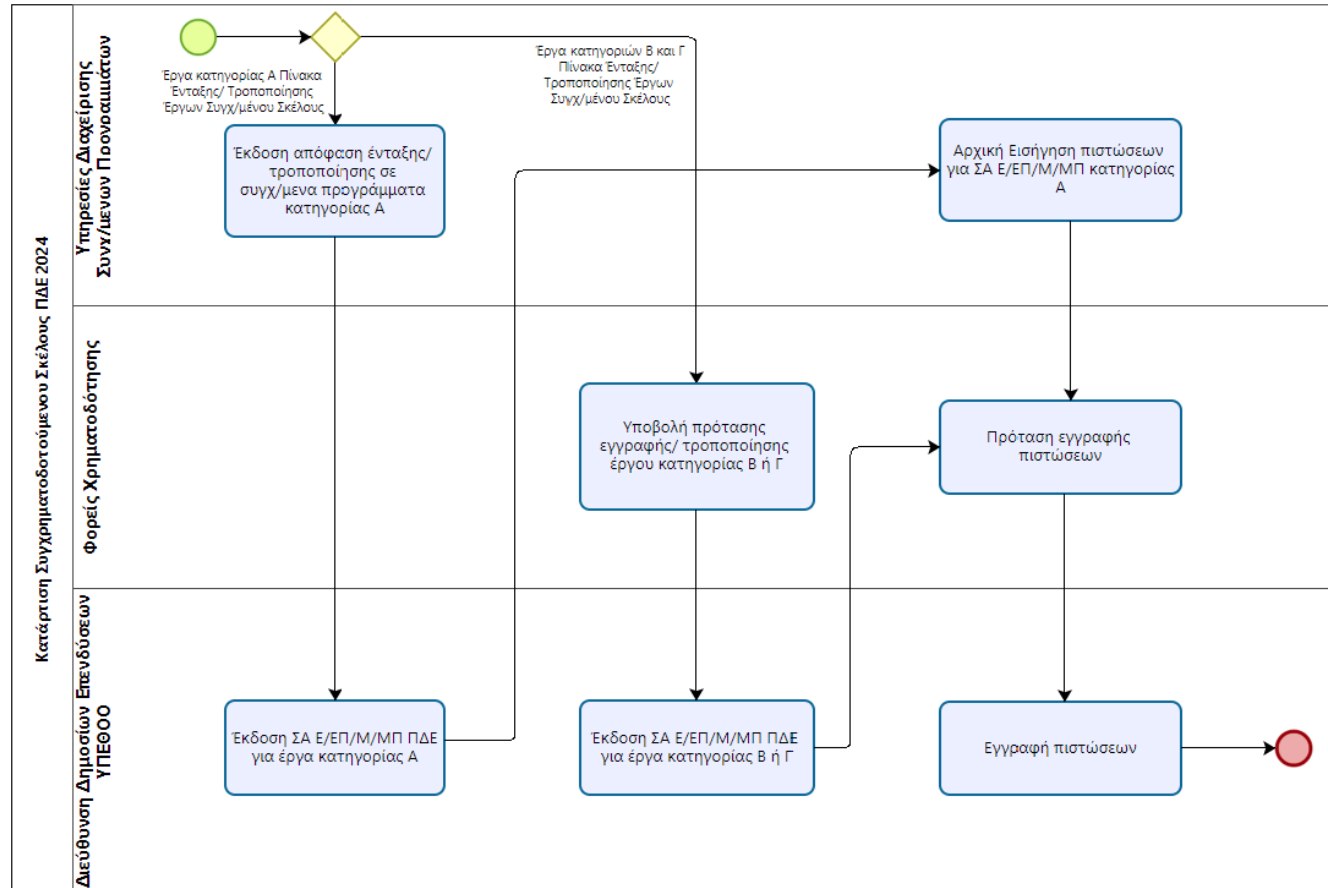 Κατάρτιση Συγχρηματοδοτούμενου Σκέλους ΠΔΕ 2024
Υπηρεσίες Διαχείρισης
Συγχ/μενων Προγραμμάτων
Έργα κατηγορίας Α Πίνακα
Ένταξης/ Τροποποίησης
Έργων Συγχ/μένου Σκέλους
Έργα κατηγοριών Β και Γ
Πίνακα Ένταξης/
Τροποποίησης Έργων
Συγχ/μένου Σκέλους
Έκδοση απόφαση ένταξης/
τροποποίησης σε
συγχ/μενα προγράμματα
κατηγορίας Α
Αρχική Εισήγηση πιστώσεων
για ΣΑ Ε/ΕΠ/Μ/ΜΠ κατηγορίας
Α
Φορείς Χρηματοδότησης
Υποβολή πρότασης
εγγραφής/ τροποποίησης
έργου κατηγορίας Β ή Γ
Πρόταση εγγραφής
πιστώσεων
Διεύθυνση Δημοσίων Επενδύσεων
ΥΠΕΘΟΟ
Έκδοση ΣΑ Ε/ΕΠ/Μ/ΜΠ ΠΔΕ
για έργα κατηγορίας Α
Έκδοση ΣΑ Ε/ΕΠ/Μ/ΜΠ ΠΔΕ
για έργα κατηγορίας Β ή Γ
Εγγραφή πιστώσεων